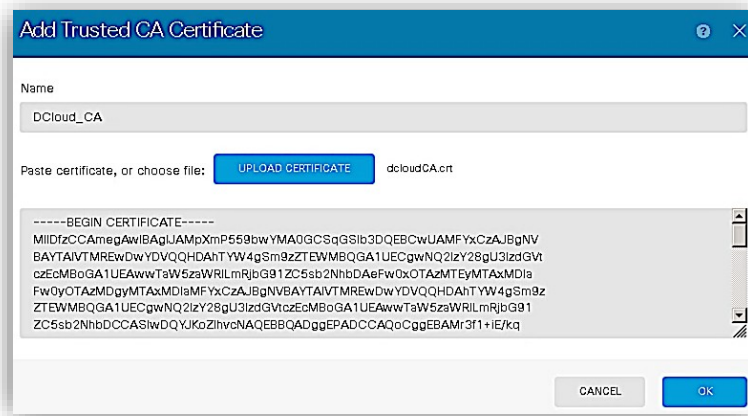 Add Trusted CA Certificate
Name
DCloud_CA
Paste certificate, or choose file: UPLOAD CERTIFICATE dcloudCA.crt
-----BEGIN CERTIFICATE-----
MIIDfzCCAmegAwIBAgIJAMpXmP559bwYMA0GCSqGSIb3DQEBCwUAMFYxCzAJBgNV
BAYTAlVTMREwDwYDVQQHDAhTYW4gSm9zZTEWMBQGA1UECgwNQ2lzY28gU3lzdGVt
czEcMBoGA1UEAwwTaW5zaWRlLmRjbG91ZC5sb2NhbDAeFw0xOTAzMTEyMTAxMDla
Fw0yOTAzMDgyMTAxMDlaMFYxCzAJBgNVBAYTAlVTMREwDwYDVQQHDAhTYW4gSm9z
ZTEWMBQGA1UECgwNQ2lzY28gU3lzdGVtczEcMBoGA1UEAwwTaW5zaWRlLmRjbG91
ZC5sb2NhbDCCASIwDQYJKoZIhvcNAQEBBQADggEPADCCAQoCggEBAMr3f1+iE/kq
CANCEL OK